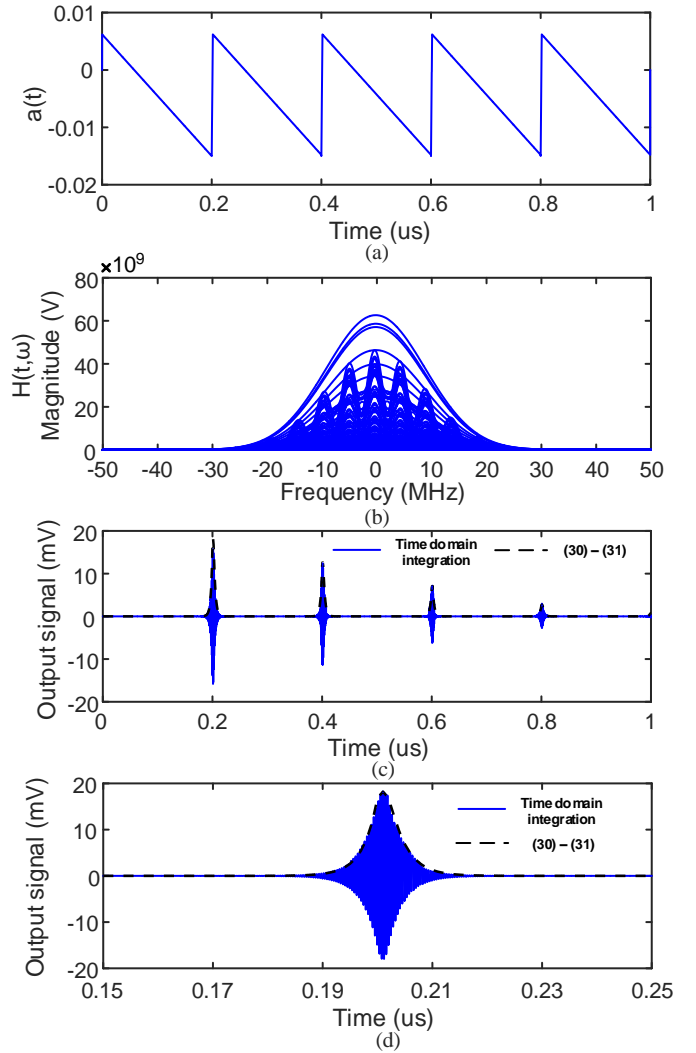 0.01
0
-0.01
-0.02
a(t)
0 0.2 0.4 0.6 0.8 1
Time (us)
(a)
×10⁹
80
60
40
20
0
H(t,ω)
Magnitude (V)
-50 -40 -30 -20 -10 0 10 20 30 40 50
Frequency (MHz)
(b)
20
10
0
-10
-20
Output signal (mV)
Time domain
integration
(30) – (31)
0 0.2 0.4 0.6 0.8 1
Time (us)
(c)
20
10
0
-10
-20
Output signal (mV)
Time domain
integration
(30) – (31)
0.15 0.17 0.19 0.21 0.23 0.25
Time (us)
(d)